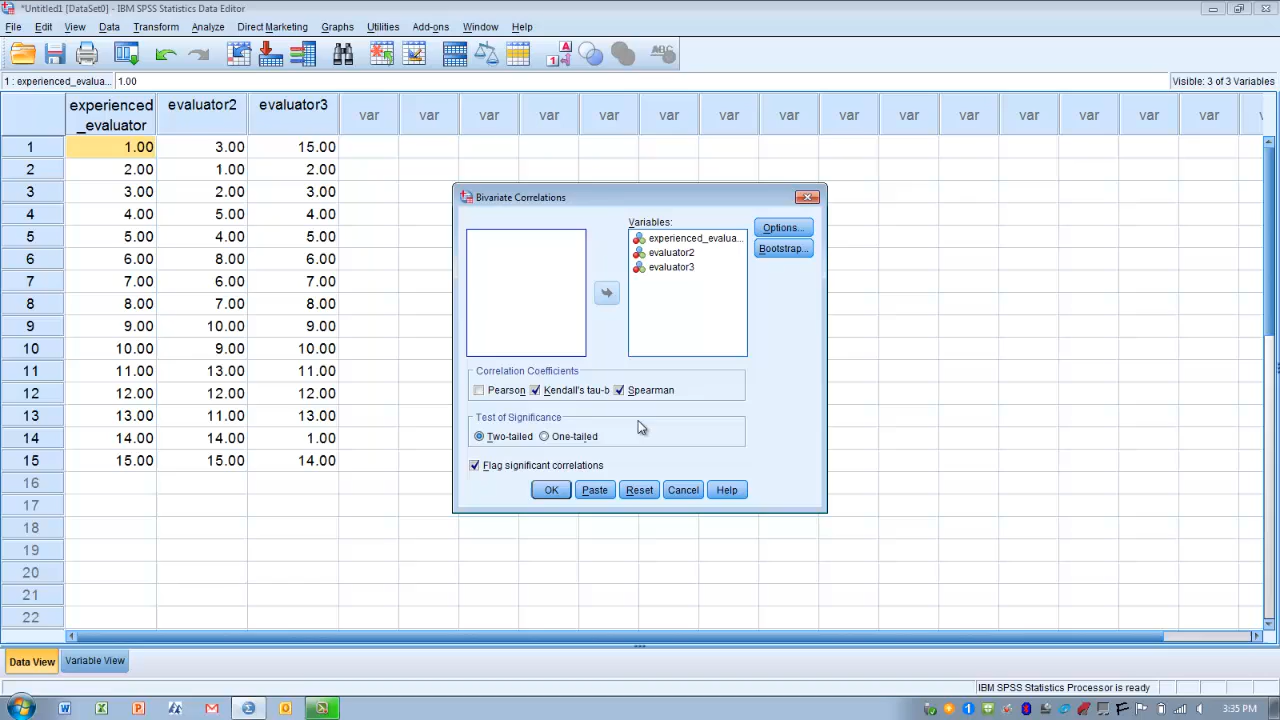 *Untitled1 [DataSet0] - IBM SPSS Statistics Data Editor
File Edit View Data Transform Analyze Direct Marketing Graphs Utilities Add-ons Window Help
1 : experienced_evalua... 1.00 Visible: 3 of 3 Variables
experienced_evaluator evaluator2 evaluator3 var var var var var var var var var var var var var var var
1 1.00 3.00 15.00
2 2.00 1.00 2.00
3 3.00 2.00 3.00
4 4.00 5.00 4.00
5 5.00 4.00 5.00
6 6.00 8.00 6.00
7 7.00 6.00 7.00
8 8.00 7.00 8.00
9 9.00 10.00 9.00
10 10.00 9.00 10.00
11 11.00 13.00 11.00
12 12.00 12.00 12.00
13 13.00 11.00 13.00
14 14.00 14.00 1.00
15 15.00 15.00 14.00
16
17
18
19
20
21
22
Bivariate Correlations
Variables:
experienced_evalua...
evaluator2
evaluator3
Options...
Bootstrap...
Correlation Coefficients
Pearson Kendall's tau-b Spearman
Test of Significance
Two-tailed One-tailed
Flag significant correlations
OK Paste Reset Cancel Help
Data View Variable View
IBM SPSS Statistics Processor is ready
3:35 PM